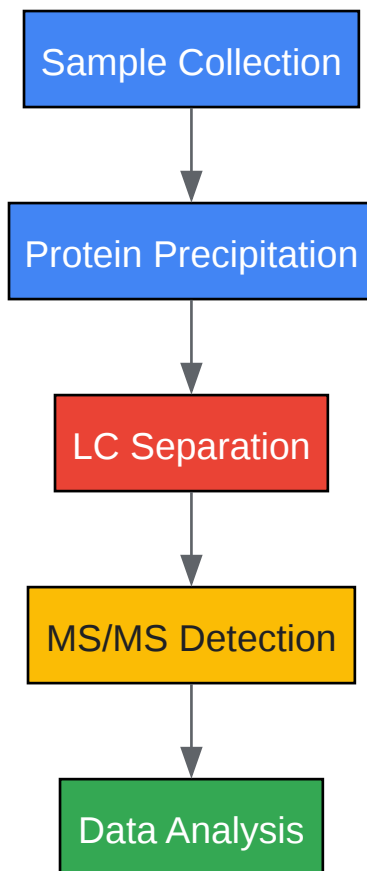 Sample Collection
Protein Precipitation
LC Separation
MS/MS Detection
Data Analysis